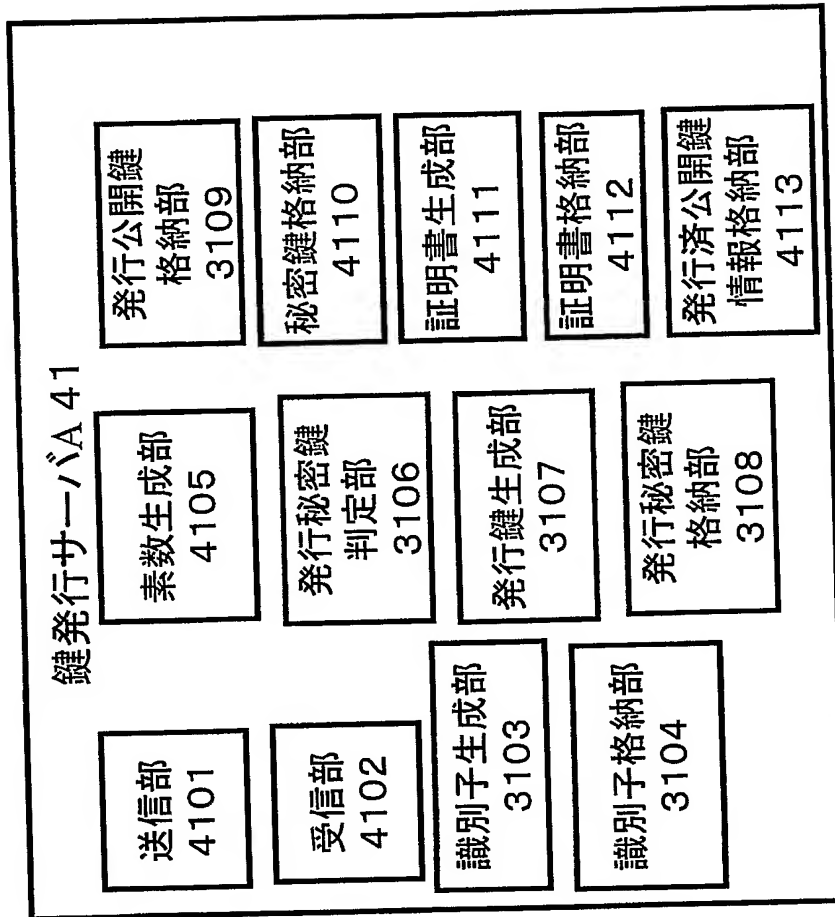 鍵発行サーバA 41
送信部
4101
受信部
4102
識別子生成部
3103
識別子格納部
3104
素数生成部
4105
発行秘密鍵
判定部
3106
発行鍵生成部
3107
発行秘密鍵
格納部
3108
発行公開鍵
格納部
3109
秘密鍵格納部
4110
証明書生成部
4111
証明書格納部
4112
発行済公開鍵
情報格納部
4113